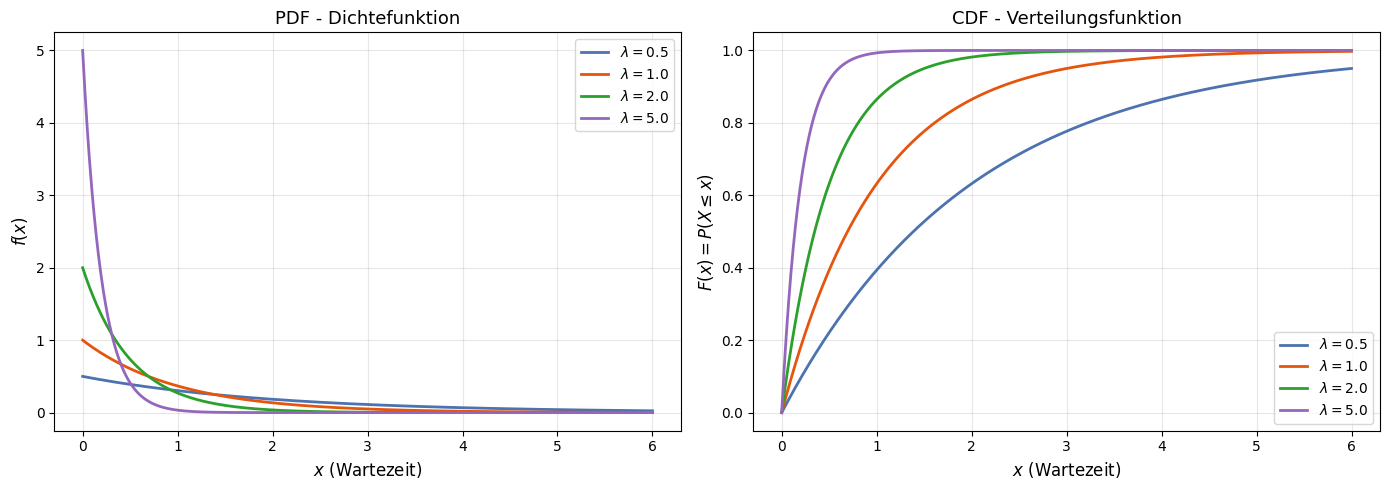 PDF - Dichtefunktion
5
4
3
2
1
0
f(x)
λ = 0.5
λ = 1.0
λ = 2.0
λ = 5.0
0 1 2 3 4 5 6
x (Wartezeit)
CDF - Verteilungsfunktion
1.0
0.8
0.6
0.4
0.2
0.0
F(x) = P(X ≤ x)
λ = 0.5
λ = 1.0
λ = 2.0
λ = 5.0
0 1 2 3 4 5 6
x (Wartezeit)